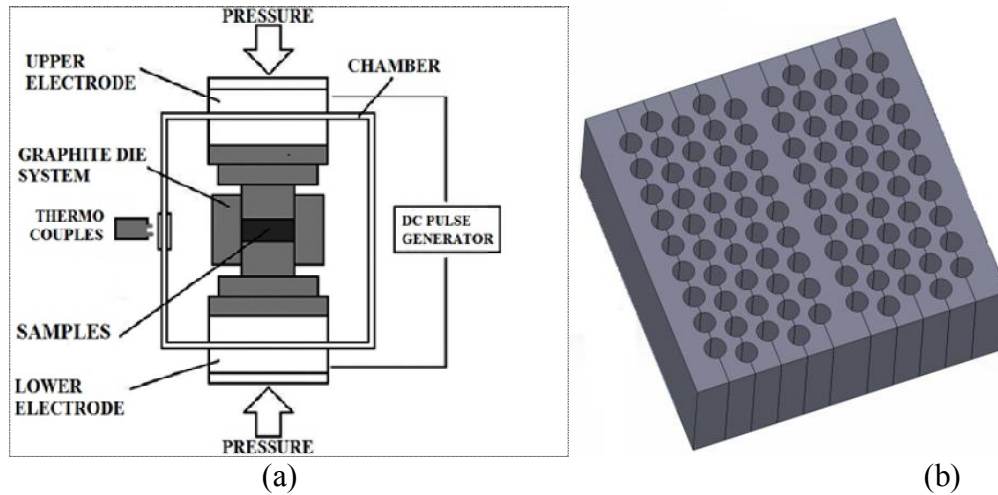 PRESSURE
UPPER
ELECTRODE
CHAMBER
GRAPHITE DIE
SYSTEM
THERMO
COUPLES
DC PULSE
GENERATOR
SAMPLES
LOWER
ELECTRODE
PRESSURE
(a)
(b)